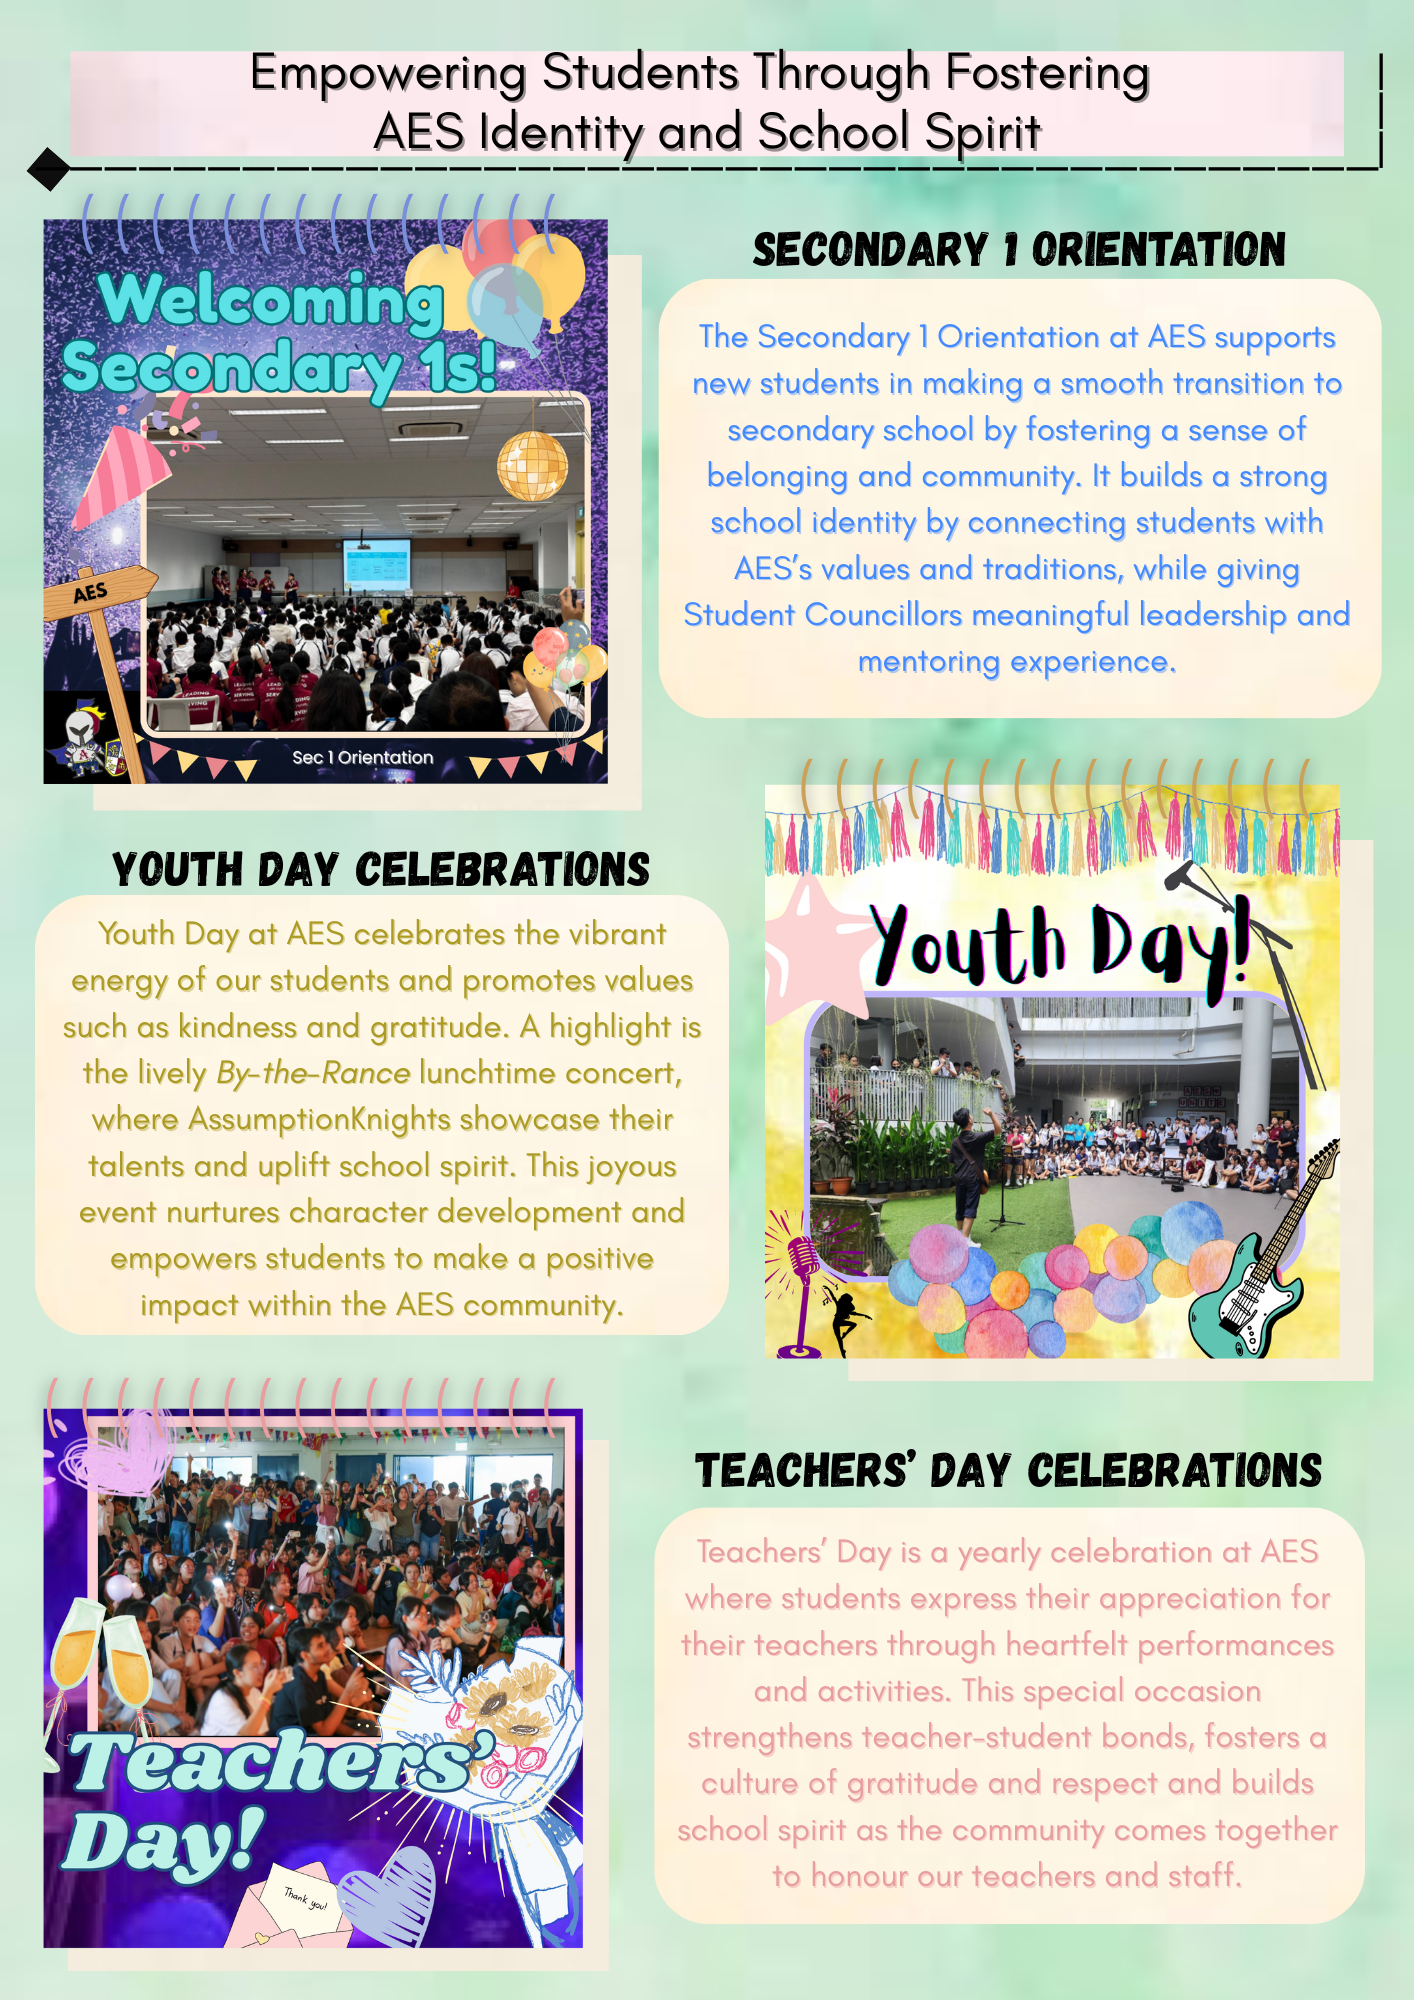 Empowering Students Through Fostering
AES Identity and School Spirit
Welcoming
Secondary 1s!
AES
Sec 1 Orientation
SECONDARY 1 ORIENTATION
The Secondary 1 Orientation at AES supports
new students in making a smooth transition to
secondary school by fostering a sense of
belonging and community. It builds a strong
school identity by connecting students with
AES's values and traditions, while giving
Student Councillors meaningful leadership and
mentoring experience.
YOUTH DAY CELEBRATIONS
Youth Day at AES celebrates the vibrant
energy of our students and promotes values
such as kindness and gratitude. A highlight is
the lively By-the-Rance lunchtime concert,
where AssumptionKnights showcase their
talents and uplift school spirit. This joyous
event nurtures character development and
empowers students to make a positive
impact within the AES community.
Youth Day!
Teachers'
Day!
Thank you!
TEACHERS' DAY CELEBRATIONS
Teachers' Day is a yearly celebration at AES
where students express their appreciation for
their teachers through heartfelt performances
and activities. This special occasion
strengthens teacher-student bonds, fosters a
culture of gratitude and respect and builds
school spirit as the community comes together
to honour our teachers and staff.